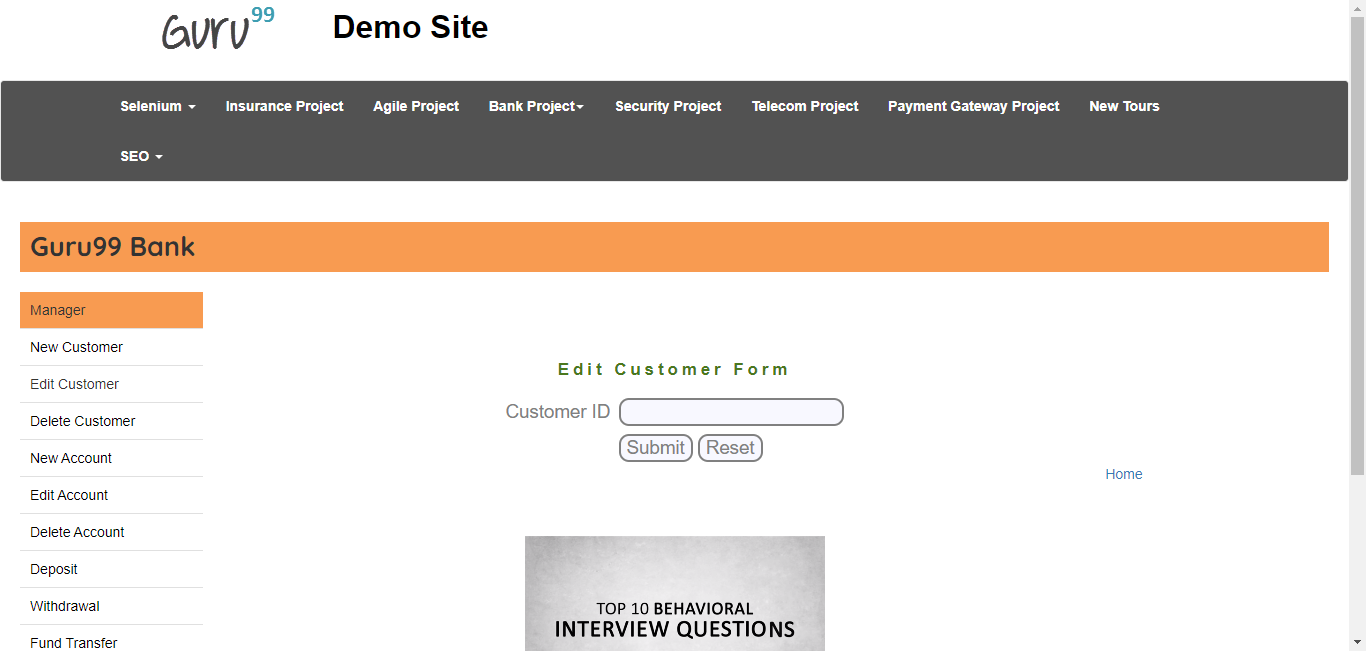 Guru99 Demo Site
Selenium Insurance Project Agile Project Bank Project Security Project Telecom Project Payment Gateway Project New Tours
SEO
Guru99 Bank
Manager
New Customer
Edit Customer
Delete Customer
New Account
Edit Account
Delete Account
Deposit
Withdrawal
Fund Transfer
Edit Customer Form
Customer ID
Submit Reset
Home
TOP 10 BEHAVIORAL
INTERVIEW QUESTIONS